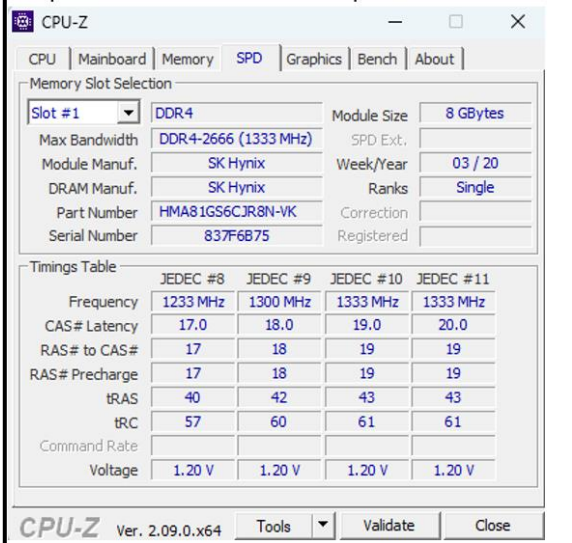 CPU-Z
CPU Mainboard Memory SPD Graphics Bench About
Memory Slot Selection
Slot #1 DDR4 Module Size 8 GBytes
Max Bandwidth DDR4-2666 (1333 MHz) SPD Ext.
Module Manuf. SK Hynix Week/Year 03 / 20
DRAM Manuf. SK Hynix Ranks Single
Part Number HMA81GS6CJR8N-VK Correction
Serial Number 837F6B75 Registered
Timings Table
JEDEC #8 JEDEC #9 JEDEC #10 JEDEC #11
Frequency 1233 MHz 1300 MHz 1333 MHz 1333 MHz
CAS# Latency 17.0 18.0 19.0 20.0
RAS# to CAS# 17 18 19 19
RAS# Precharge 17 18 19 19
tRAS 40 42 43 43
tRC 57 60 61 61
Command Rate
Voltage 1.20 V 1.20 V 1.20 V 1.20 V
CPU-Z Ver. 2.09.0.x64 Tools Validate Close